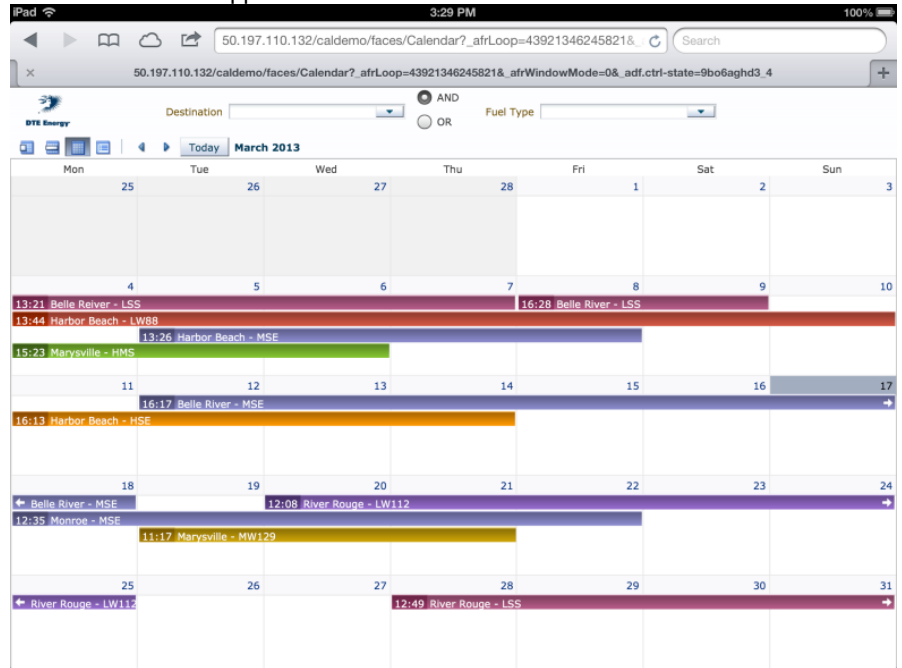 iPad 3:29 PM 100%
50.197.110.132/caldemo/faces/Calendar?_afrLoop=43921346245821&_ Search
50.197.110.132/caldemo/faces/Calendar?_afrLoop=43921346245821&_afrWindowMode=0&_adf.ctrl-state=9bo6aghd3_4
DTE Energy
Destination AND OR Fuel Type
Today March 2013
Mon Tue Wed Thu Fri Sat Sun
25 26 27 28 1 2 3
4 5 6 7 8 9 10
13:21 Belle Reiver - LSS 16:28 Belle River - LSS
13:44 Harbor Beach - LW88
13:26 Harbor Beach - MSE
15:23 Marysville - HMS
11 12 13 14 15 16 17
16:17 Belle River - MSE
16:13 Harbor Beach - HSE
18 19 20 21 22 23 24
Belle River - MSE 12:08 River Rouge - LW112
12:35 Monroe - MSE
11:17 Marysville - MW129
25 26 27 28 29 30 31
River Rouge - LW112 12:49 River Rouge - LSS